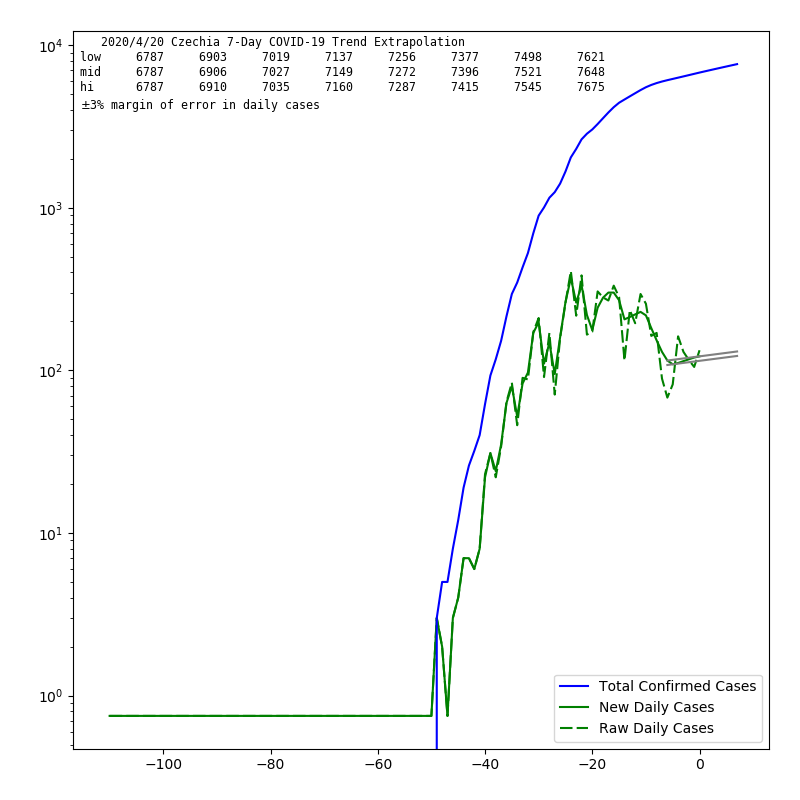 2020/4/20 Czechia 7-Day COVID-19 Trend Extrapolation
low 6787 6903 7019 7137 7256 7377 7498 7621
mid 6787 6906 7027 7149 7272 7396 7521 7648
hi 6787 6910 7035 7160 7287 7415 7545 7675
±3% margin of error in daily cases
10⁴
10³
10²
10¹
10⁰
Total Confirmed Cases
New Daily Cases
Raw Daily Cases
−100 −80 −60 −40 −20 0